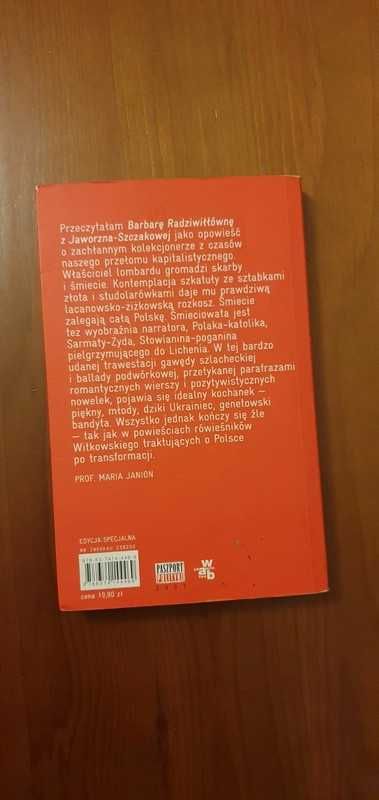 Przeczytałam Barbarę Radziwiłłównę
z Jaworzna-Szczakowej jako opowieść
o zachłannym kolekcjonerze z czasów
naszego przełomu kapitalistycznego.
Właściciel lombardu gromadzi skarby
i śmiecie. Kontemplacja szkatuły ze sztabkami
złota i studolarówkami daje mu prawdziwą
lacanowsko-žižkowską rozkosz. Śmiecie
zalegają całą Polskę. Śmieciowata jest
też wyobraźnia narratora, Polaka-katolika,
Sarmaty-Żyda, Słowianina-poganina
pielgrzymującego do Lichenia. W tej bardzo
udanej trawestacji gawędy szlacheckiej
i ballady podwórkowej, przetykanej parafrazami
romantycznych wierszy i pozytywistycznych
nowelek, pojawia się idealny kochanek –
piękny, młody, dziki Ukrainiec, genetowski
bandyta. Wszystko jednak kończy się źle
– tak jak w powieściach rówieśników
Witkowskiego traktujących o Polsce
po transformacji.
PROF. MARIA JANION
EDYCJA SPECJALNA
cena 19,90 zł
PASZPORT
POLITYKI
w
a b